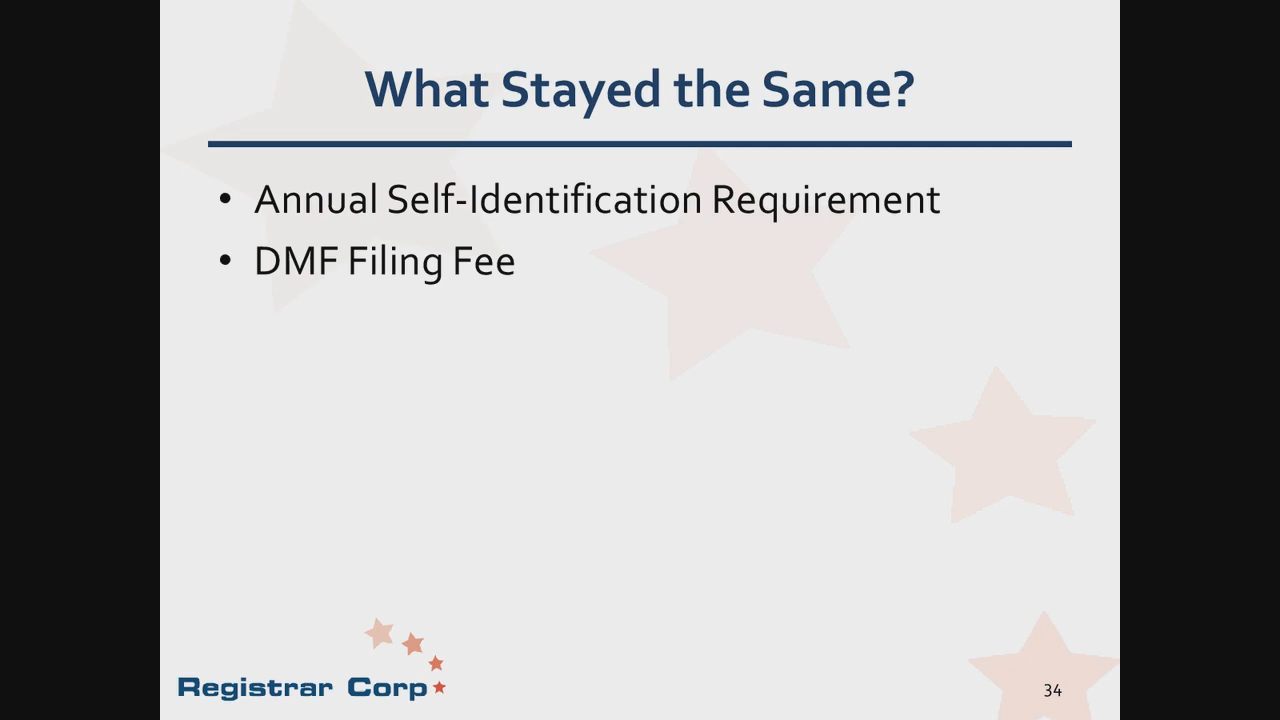 What Stayed the Same?
• Annual Self-Identification Requirement
• DMF Filing Fee
Registrar Corp
34